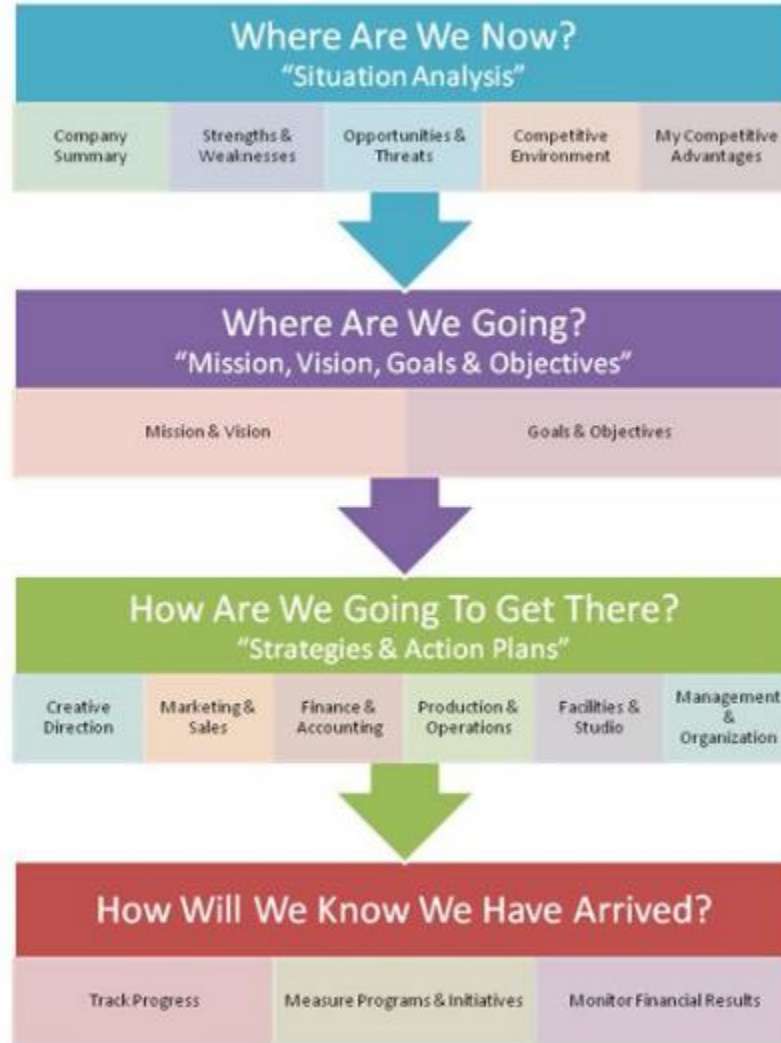 Where Are We Now?
“Situation Analysis”
Company
Summary
Strengths &
Weaknesses
Opportunities &
Threats
Competitive
Environment
My Competitive
Advantages
Where Are We Going?
“Mission, Vision, Goals & Objectives”
Mission & Vision
Goals & Objectives
How Are We Going To Get There?
“Strategies & Action Plans”
Creative
Direction
Marketing &
Sales
Finance &
Accounting
Production &
Operations
Facilities &
Studio
Management
&
Organization
How Will We Know We Have Arrived?
Track Progress
Measure Programs & Initiatives
Monitor Financial Results